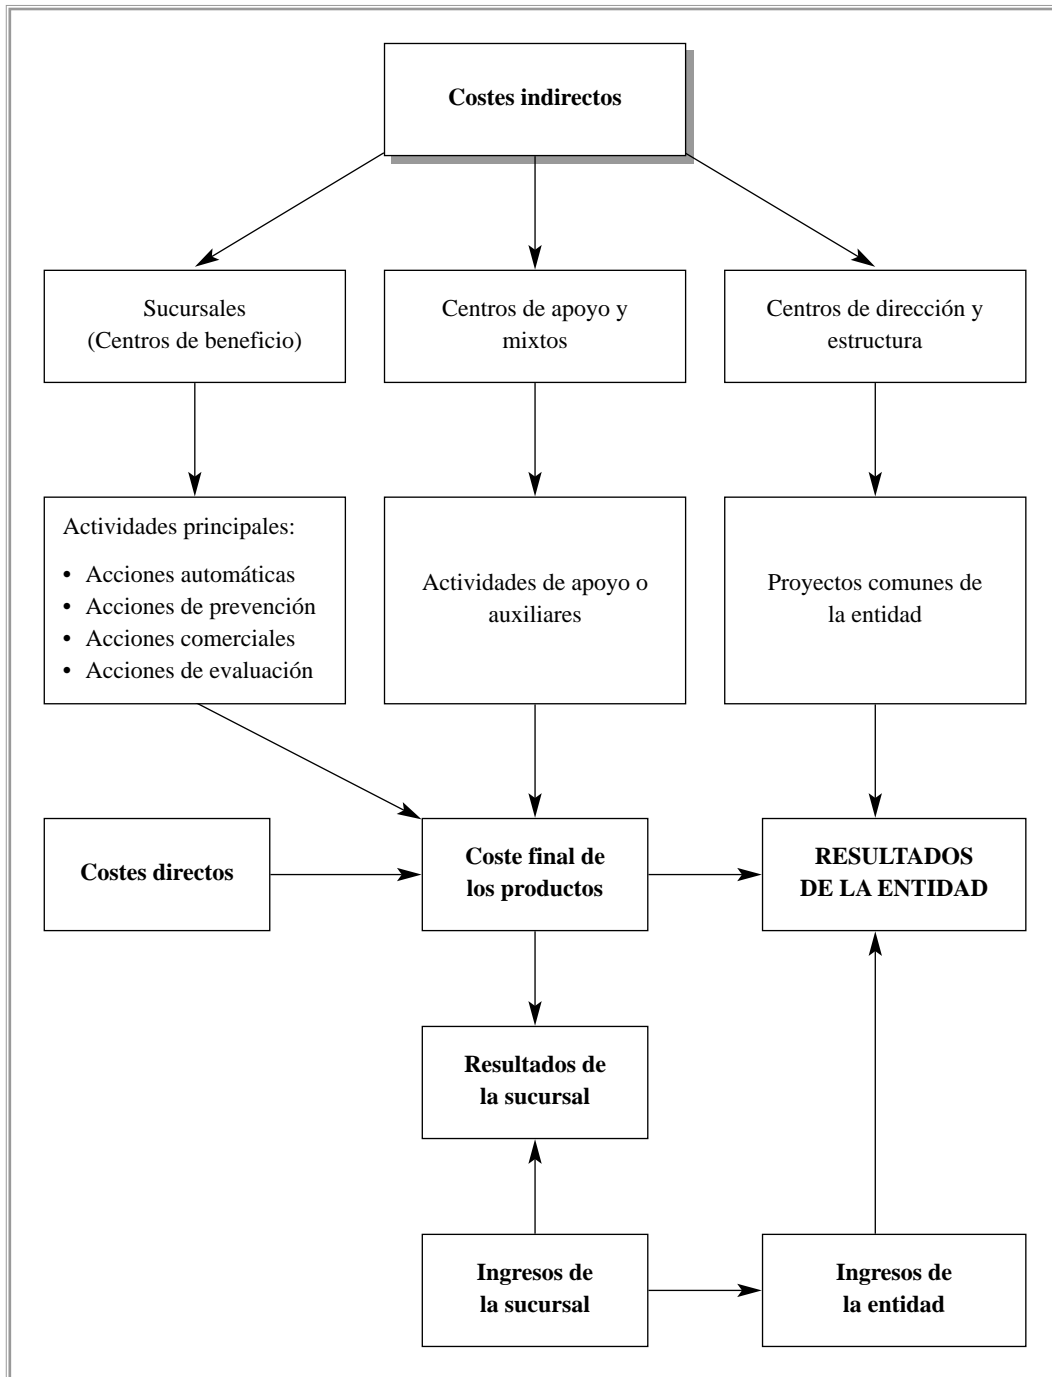 Costes indirectos
Sucursales
(Centros de beneficio)
Centros de apoyo y
mixtos
Centros de dirección y
estructura
Actividades principales:
• Acciones automáticas
• Acciones de prevención
• Acciones comerciales
• Acciones de evaluación
Actividades de apoyo o
auxiliares
Proyectos comunes de
la entidad
Costes directos
Coste final de
los productos
RESULTADOS
DE LA ENTIDAD
Resultados de
la sucursal
Ingresos de
la sucursal
Ingresos de
la entidad